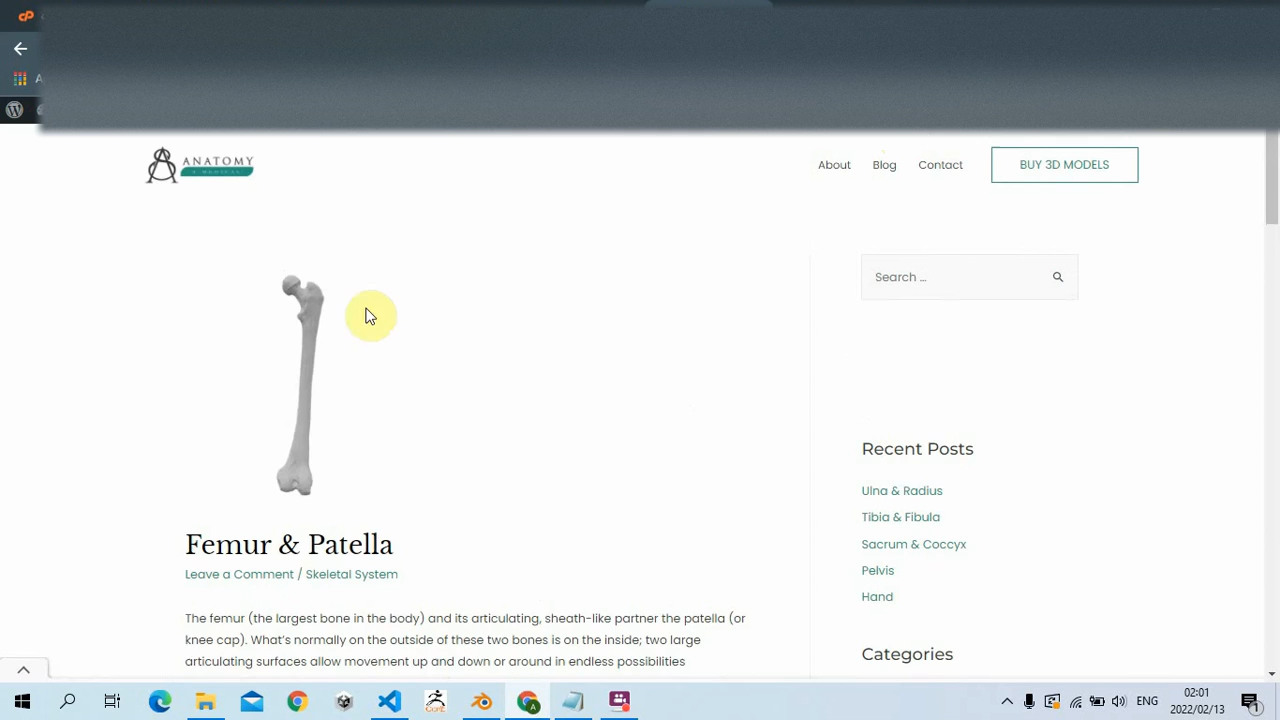 ANATOMY
About
Blog
Contact
BUY 3D MODELS
Search ...
Femur & Patella
Leave a Comment / Skeletal System
The femur (the largest bone in the body) and its articulating, sheath-like partner the patella (or
knee cap). What's normally on the outside of these two bones is on the inside; two large
articulating surfaces allow movement up and down or around in endless possibilities
Recent Posts
Ulna & Radius
Tibia & Fibula
Sacrum & Coccyx
Pelvis
Hand
Categories
ENG
02:01
2022/02/13